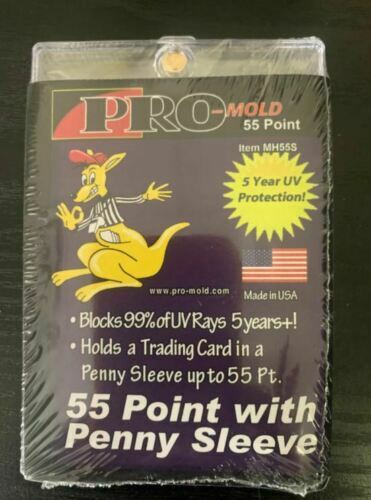 PRO-MOLD
55 Point
Item MH55S
5 Year UV
Protection!
www.pro-mold.com
Made in USA
• Blocks 99% of UV Rays 5 years+!
• Holds a Trading Card in a
Penny Sleeve up to 55 Pt.
55 Point with
Penny Sleeve